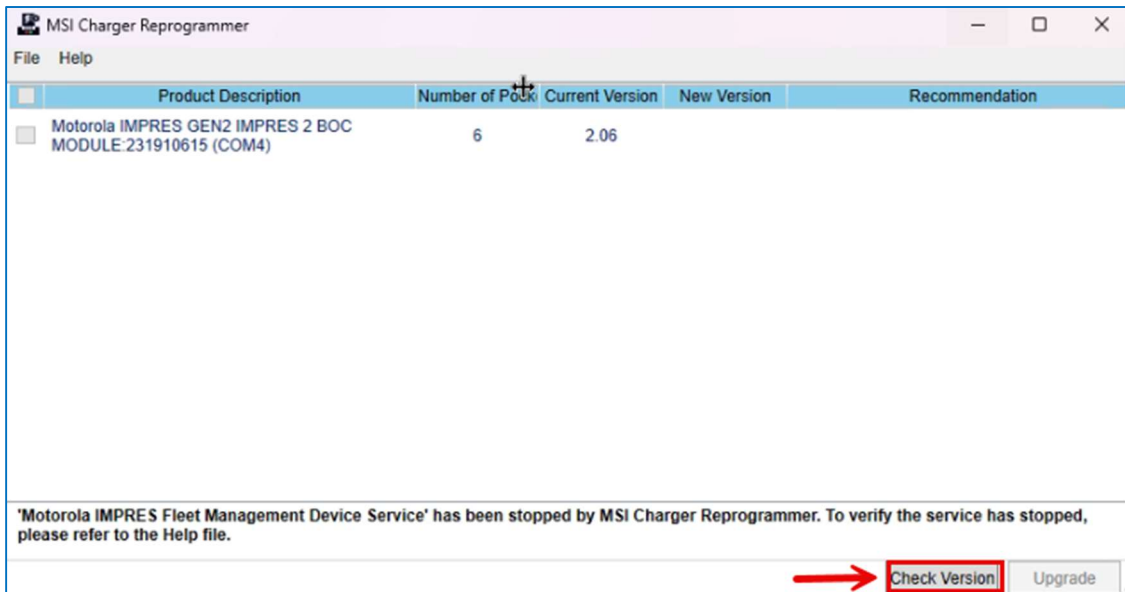 MSI Charger Reprogrammer
File Help
Product Description Number of Pock Current Version New Version Recommendation
Motorola IMPRES GEN2 IMPRES 2 BOC
MODULE:231910615 (COM4) 6 2.06
'Motorola IMPRES Fleet Management Device Service' has been stopped by MSI Charger Reprogrammer. To verify the service has stopped,
please refer to the Help file.
Check Version Upgrade